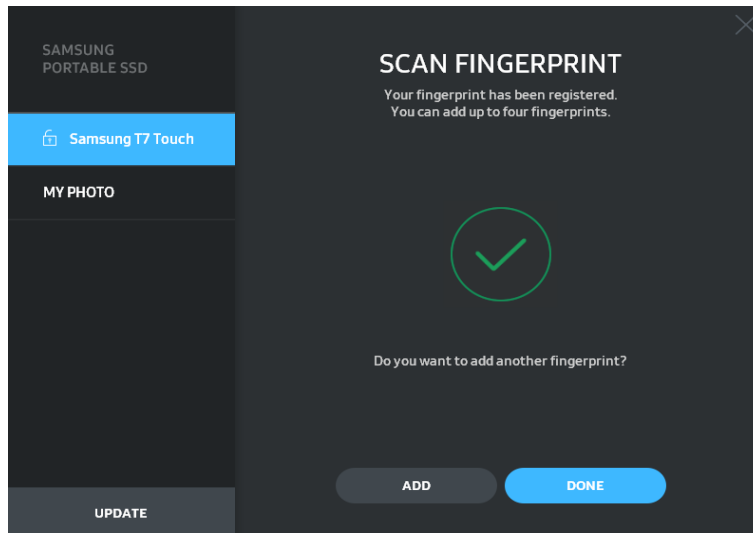 SAMSUNG
PORTABLE SSD
Samsung T7 Touch
MY PHOTO
UPDATE
SCAN FINGERPRINT
Your fingerprint has been registered.
You can add up to four fingerprints.
Do you want to add another fingerprint?
ADD
DONE